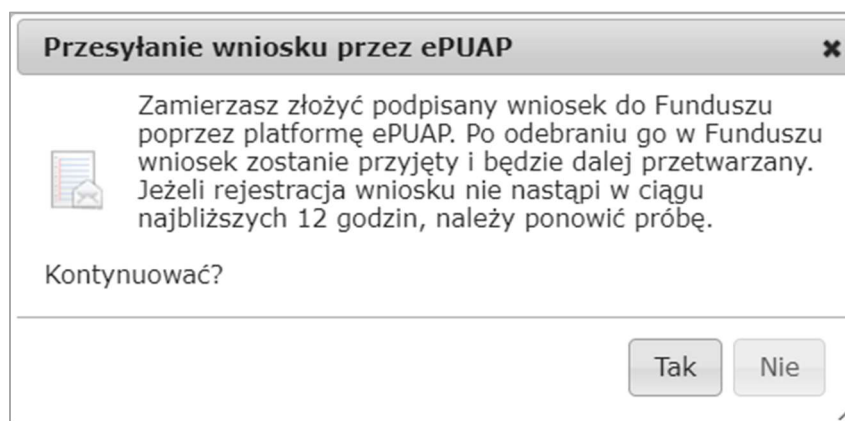 Przesyłanie wniosku przez ePUAP
Zamierzasz złożyć podpisany wniosek do Funduszu
poprzez platformę ePUAP. Po odebraniu go w Funduszu
wniosek zostanie przyjęty i będzie dalej przetwarzany.
Jeżeli rejestracja wniosku nie nastąpi w ciągu
najbliższych 12 godzin, należy ponowić próbę.
Kontynuować?
Tak Nie